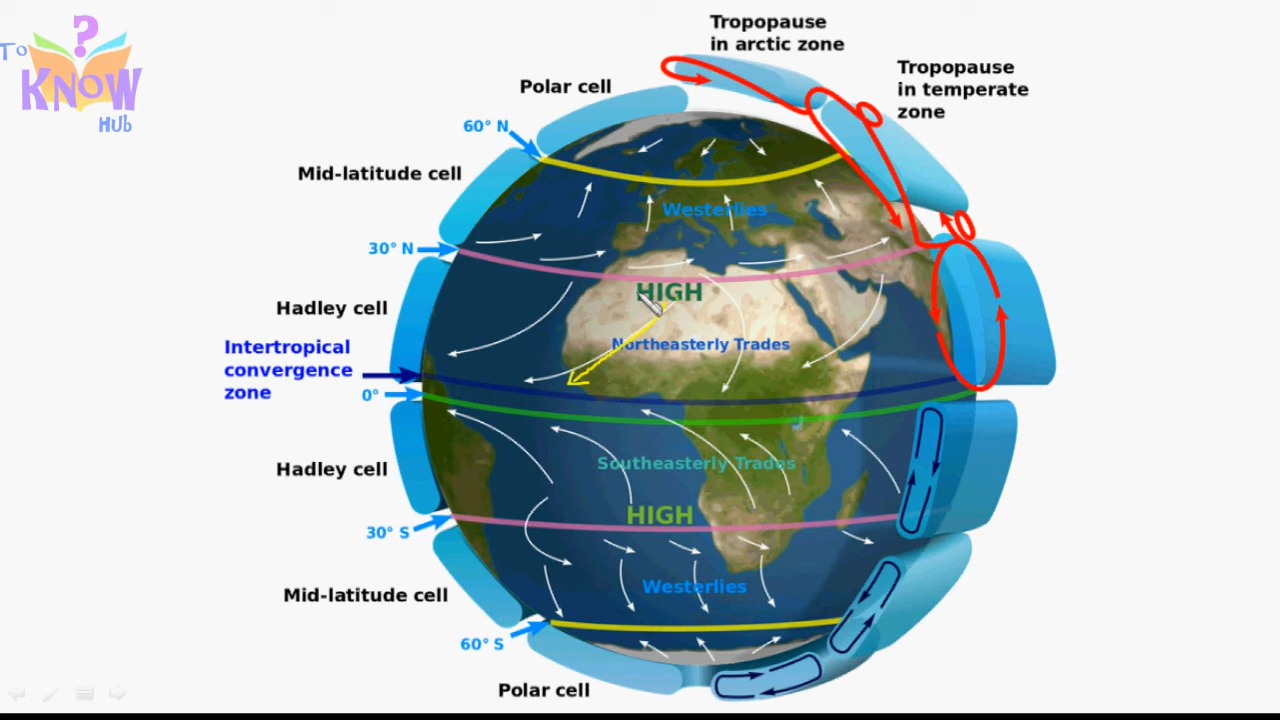 ?
To
KNOW
Hub
Tropopause
in arctic zone
Tropopause
in temperate
zone
Polar cell
60° N
Mid-latitude cell
Westerlies
30° N
HIGH
Hadley cell
Northeasterly Trades
Intertropical
convergence
zone
0°
Southeasterly Trades
Hadley cell
HIGH
30° S
Westerlies
Mid-latitude cell
60° S
Polar cell